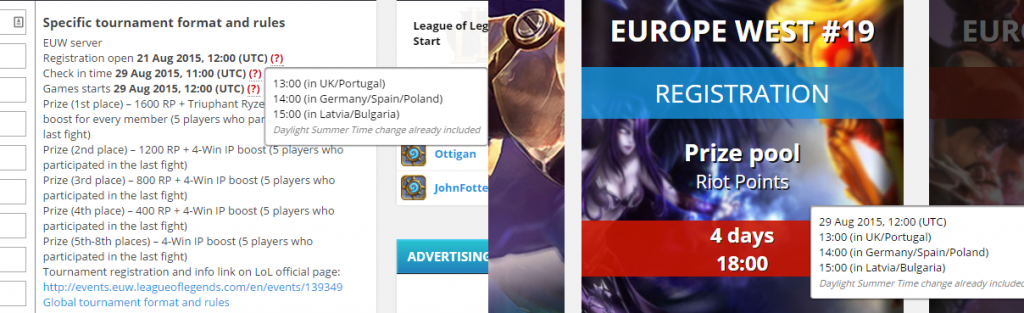 Specific tournament format and rules
EUW server
Registration open 21 Aug 2015, 12:00 (UTC) (?)
Check in time 29 Aug 2015, 11:00 (UTC) (?)
Games starts 29 Aug 2015, 12:00 (UTC) (?)
Prize (1st place) – 1600 RP + Triuphant Ryze
boost for every member (5 players who par
last fight)
Prize (2nd place) – 1200 RP + 4-Win IP boost (5 players who
participated in the last fight)
Prize (3rd place) – 800 RP + 4-Win IP boost (5 players who
participated in the last fight)
Prize (4th place) – 400 RP + 4-Win IP boost (5 players who
participated in the last fight)
Prize (5th-8th places) – 4-Win IP boost (5 players who
participated in the last fight)
Tournament registration and info link on LoL official page:
http://events.euw.leagueoflegends.com/en/events/139349
Global tournament format and rules
13:00 (in UK/Portugal)
14:00 (in Germany/Spain/Poland)
15:00 (in Latvia/Bulgaria)
Daylight Summer Time change already included
League of Leg
Start
Ottigan
JohnFotte
ADVERTISING
EUROPE WEST #19
REGISTRATION
Prize pool
Riot Points
4 days
18:00
29 Aug 2015, 12:00 (UTC)
13:00 (in UK/Portugal)
14:00 (in Germany/Spain/Poland)
15:00 (in Latvia/Bulgaria)
Daylight Summer Time change already included
EUR